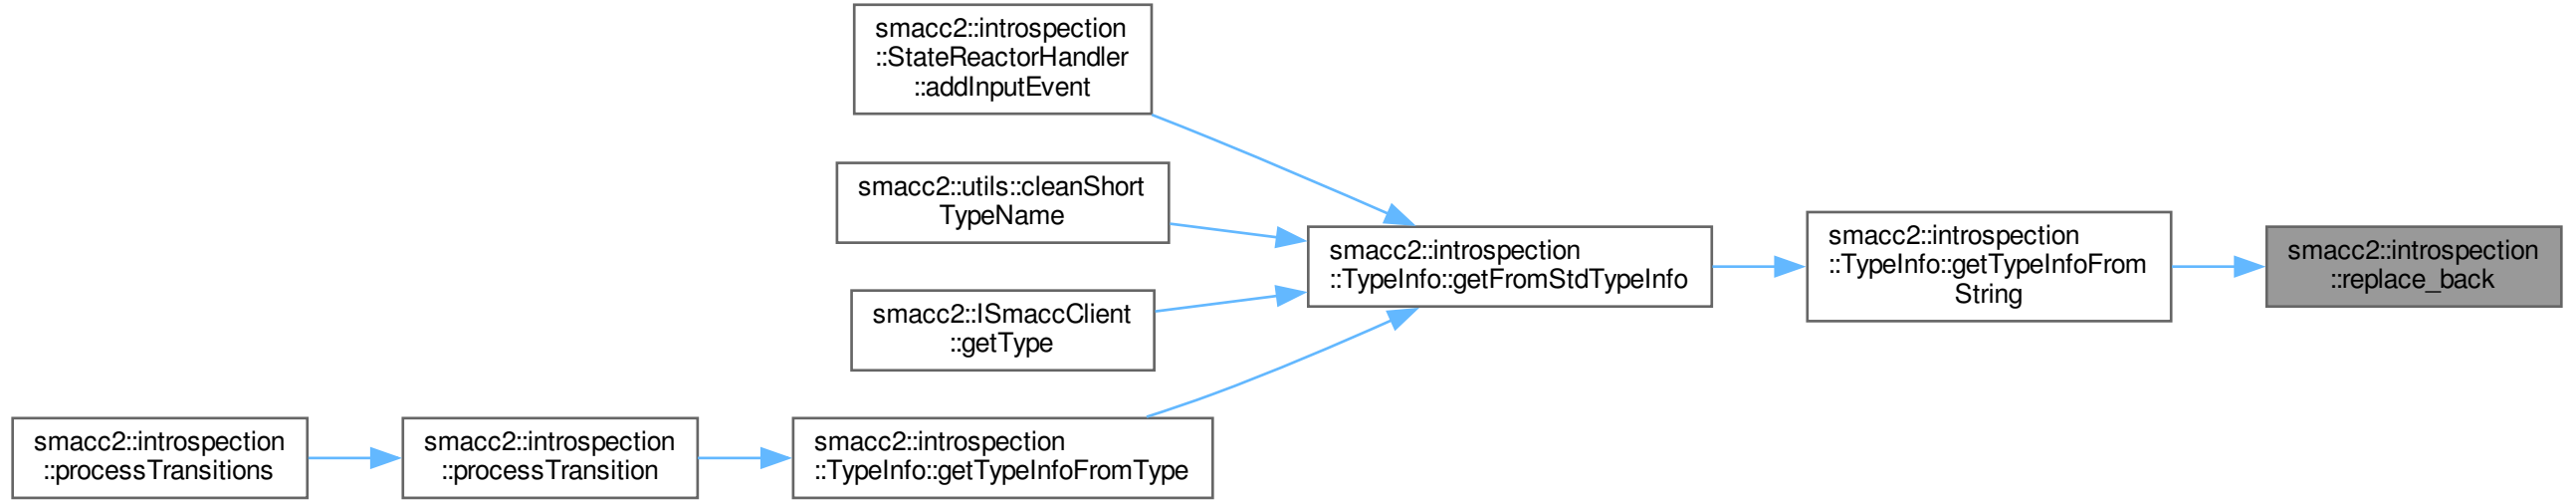 smacc2::introspection
::StateReactorHandler
::addInputEvent
smacc2::utils::cleanShort
TypeName
smacc2::ISmaccClient
::getType
smacc2::introspection
::processTransitions
smacc2::introspection
::processTransition
smacc2::introspection
::TypeInfo::getTypeInfoFromType
smacc2::introspection
::TypeInfo::getFromStdTypeInfo
smacc2::introspection
::TypeInfo::getTypeInfoFrom
String
smacc2::introspection
::replace_back